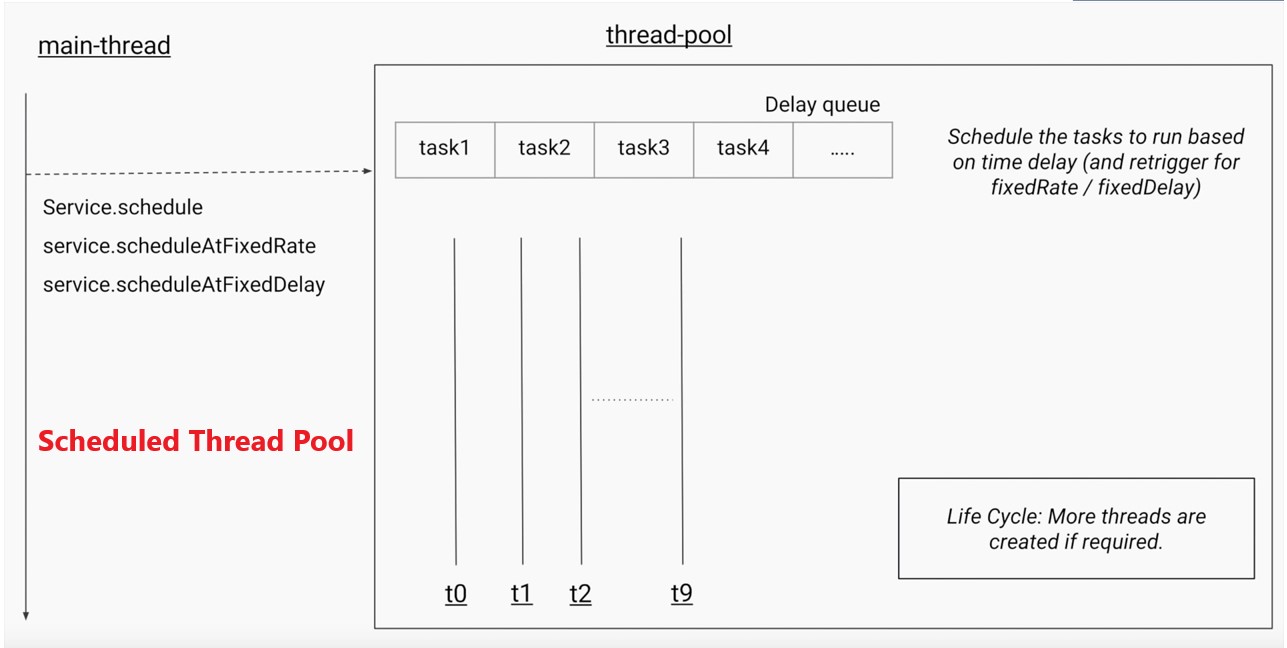 main-thread
thread-pool
Delay queue
task1 task2 task3 task4 .....
Schedule the tasks to run based
on time delay (and retrigger for
fixedRate / fixedDelay)
Service.schedule
service.scheduleAtFixedRate
service.scheduleAtFixedDelay
Scheduled Thread Pool
Life Cycle: More threads are
created if required.
t0 t1 t2 t9